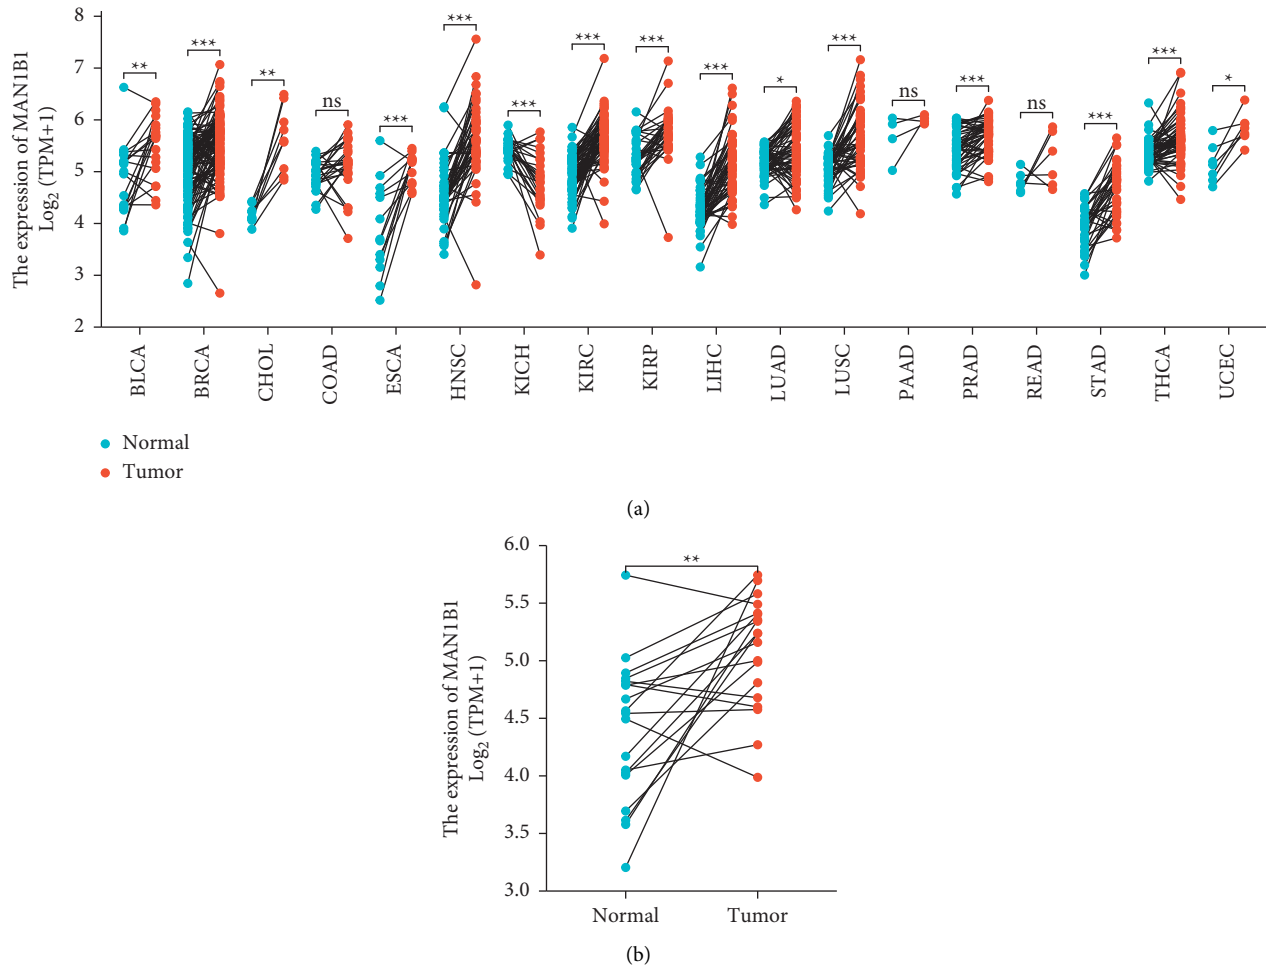 8
7
6
5
4
3
2
The expression of MAN1B1
Log₂ (TPM+1)
**
***
**
ns
***
***
***
***
***
***
*
***
ns
***
ns
***
***
*
BLCA
BRCA
CHOL
COAD
ESCA
HNSC
KICH
KIRC
KIRP
LIHC
LUAD
LUSC
PAAD
PRAD
READ
STAD
THCA
UCEC
Normal
Tumor
(a)
6.0
5.5
5.0
4.5
4.0
3.5
3.0
The expression of MAN1B1
Log₂ (TPM+1)
**
Normal Tumor
(b)